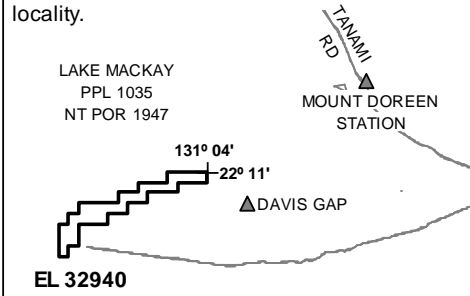 locality.
TANAMI
RD
LAKE MACKAY
PPL 1035
NT POR 1947
MOUNT DOREEN
STATION
131º 04'
22º 11'
DAVIS GAP
EL 32940